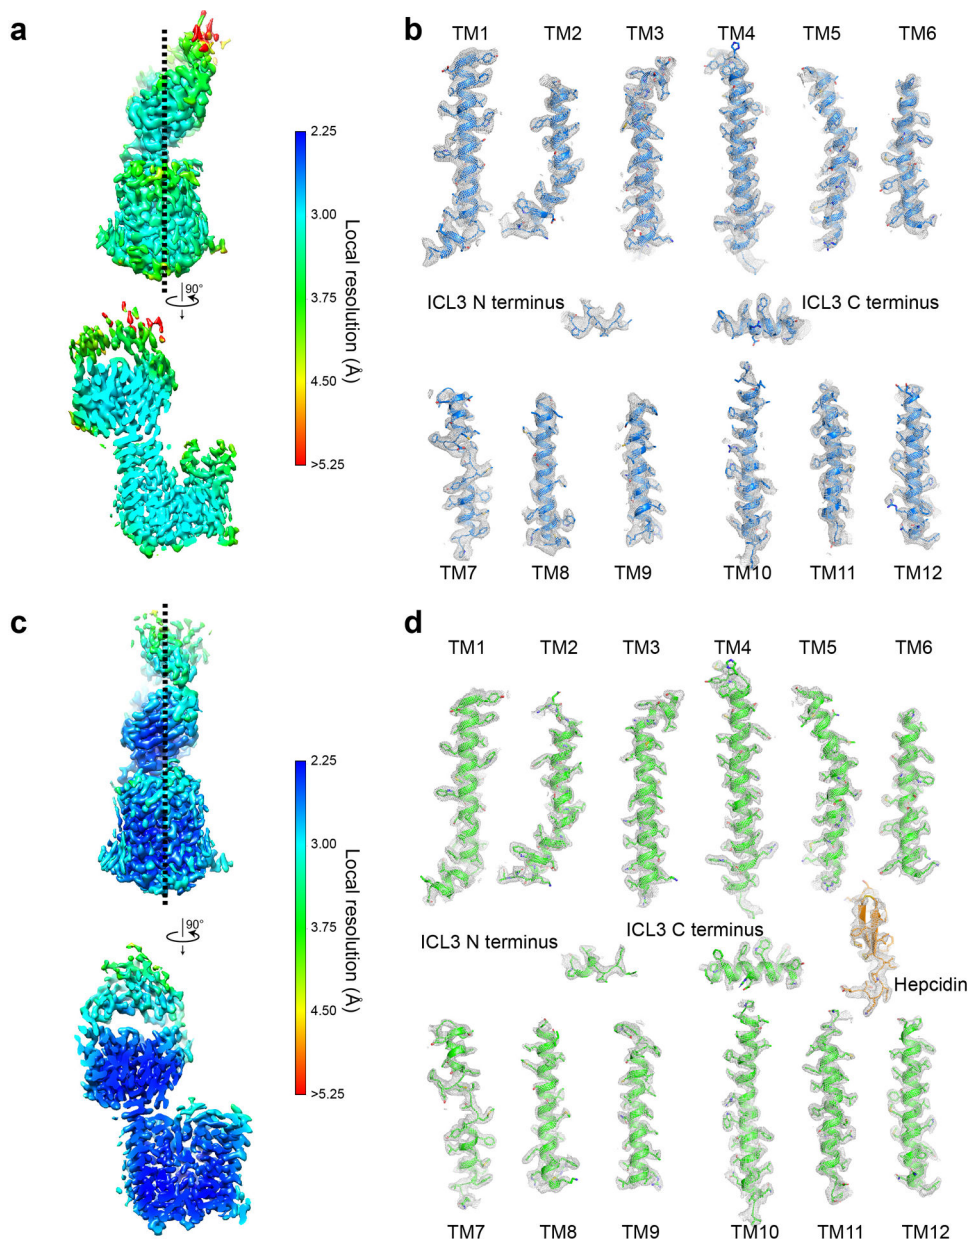 a
2.25
3.00
3.75
4.50
>5.25
Local resolution (Å)
90°
b
TM1 TM2 TM3 TM4 TM5 TM6
ICL3 N terminus ICL3 C terminus
TM7 TM8 TM9 TM10 TM11 TM12
c
2.25
3.00
3.75
4.50
>5.25
Local resolution (Å)
90°
d
TM1 TM2 TM3 TM4 TM5 TM6
ICL3 N terminus ICL3 C terminus
Hepcidin
TM7 TM8 TM9 TM10 TM11 TM12